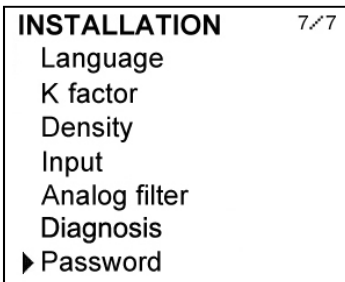 INSTALLATION 7/7
Language
K factor
Density
Input
Analog filter
Diagnosis
Password